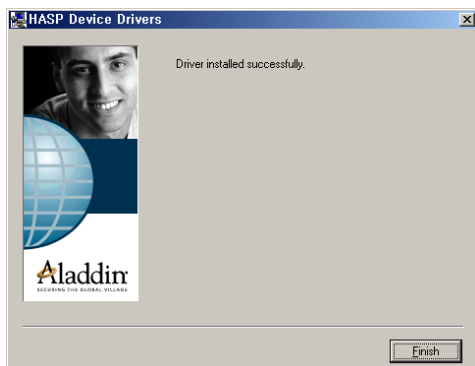 HASP Device Drivers
Driver installed successfully.
Aladdin
SECURING THE GLOBAL VILLAGE
Finish